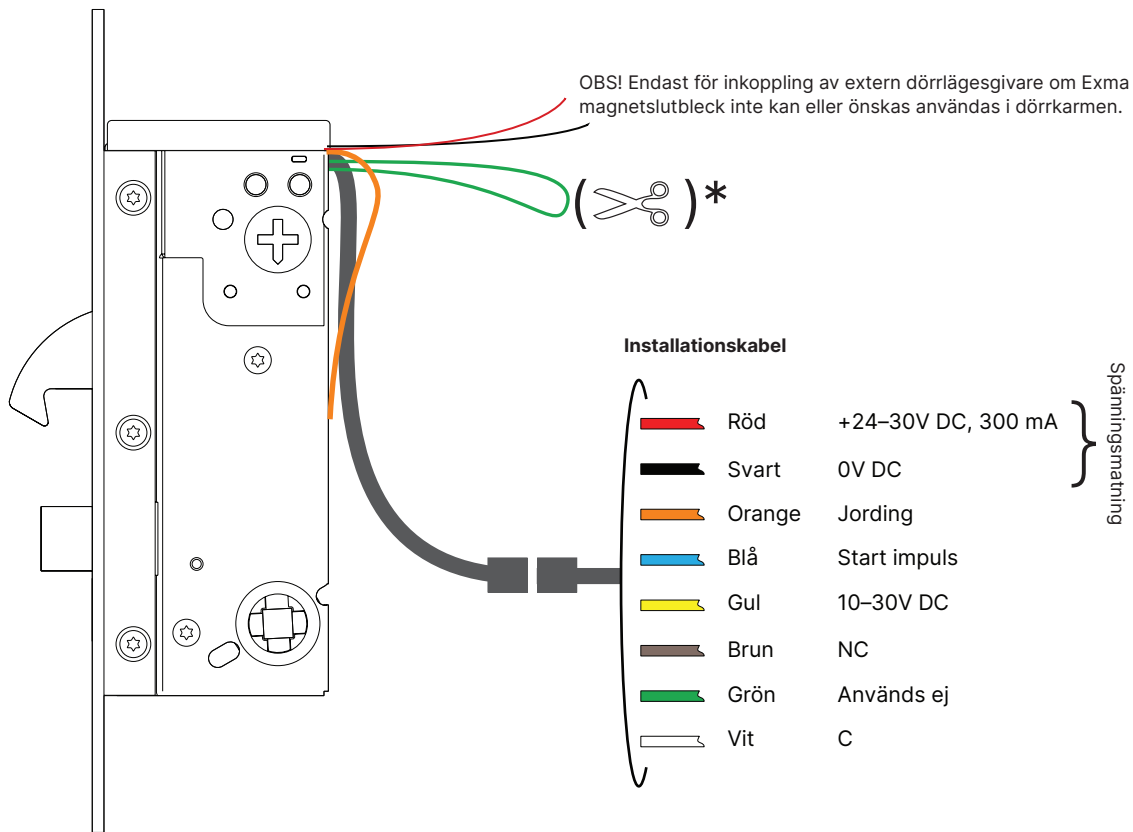 OBS! Endast för inkoppling av extern dörrlägesgivare om Exma
magnetslutbleck inte kan eller önskas användas i dörrkarmen.
( )*
Installationskabel
Röd +24–30V DC, 300 mA
Svart 0V DC
Spänningsmatning
Orange Jording
Blå Start impuls
Gul 10–30V DC
Brun NC
Grön Används ej
Vit C